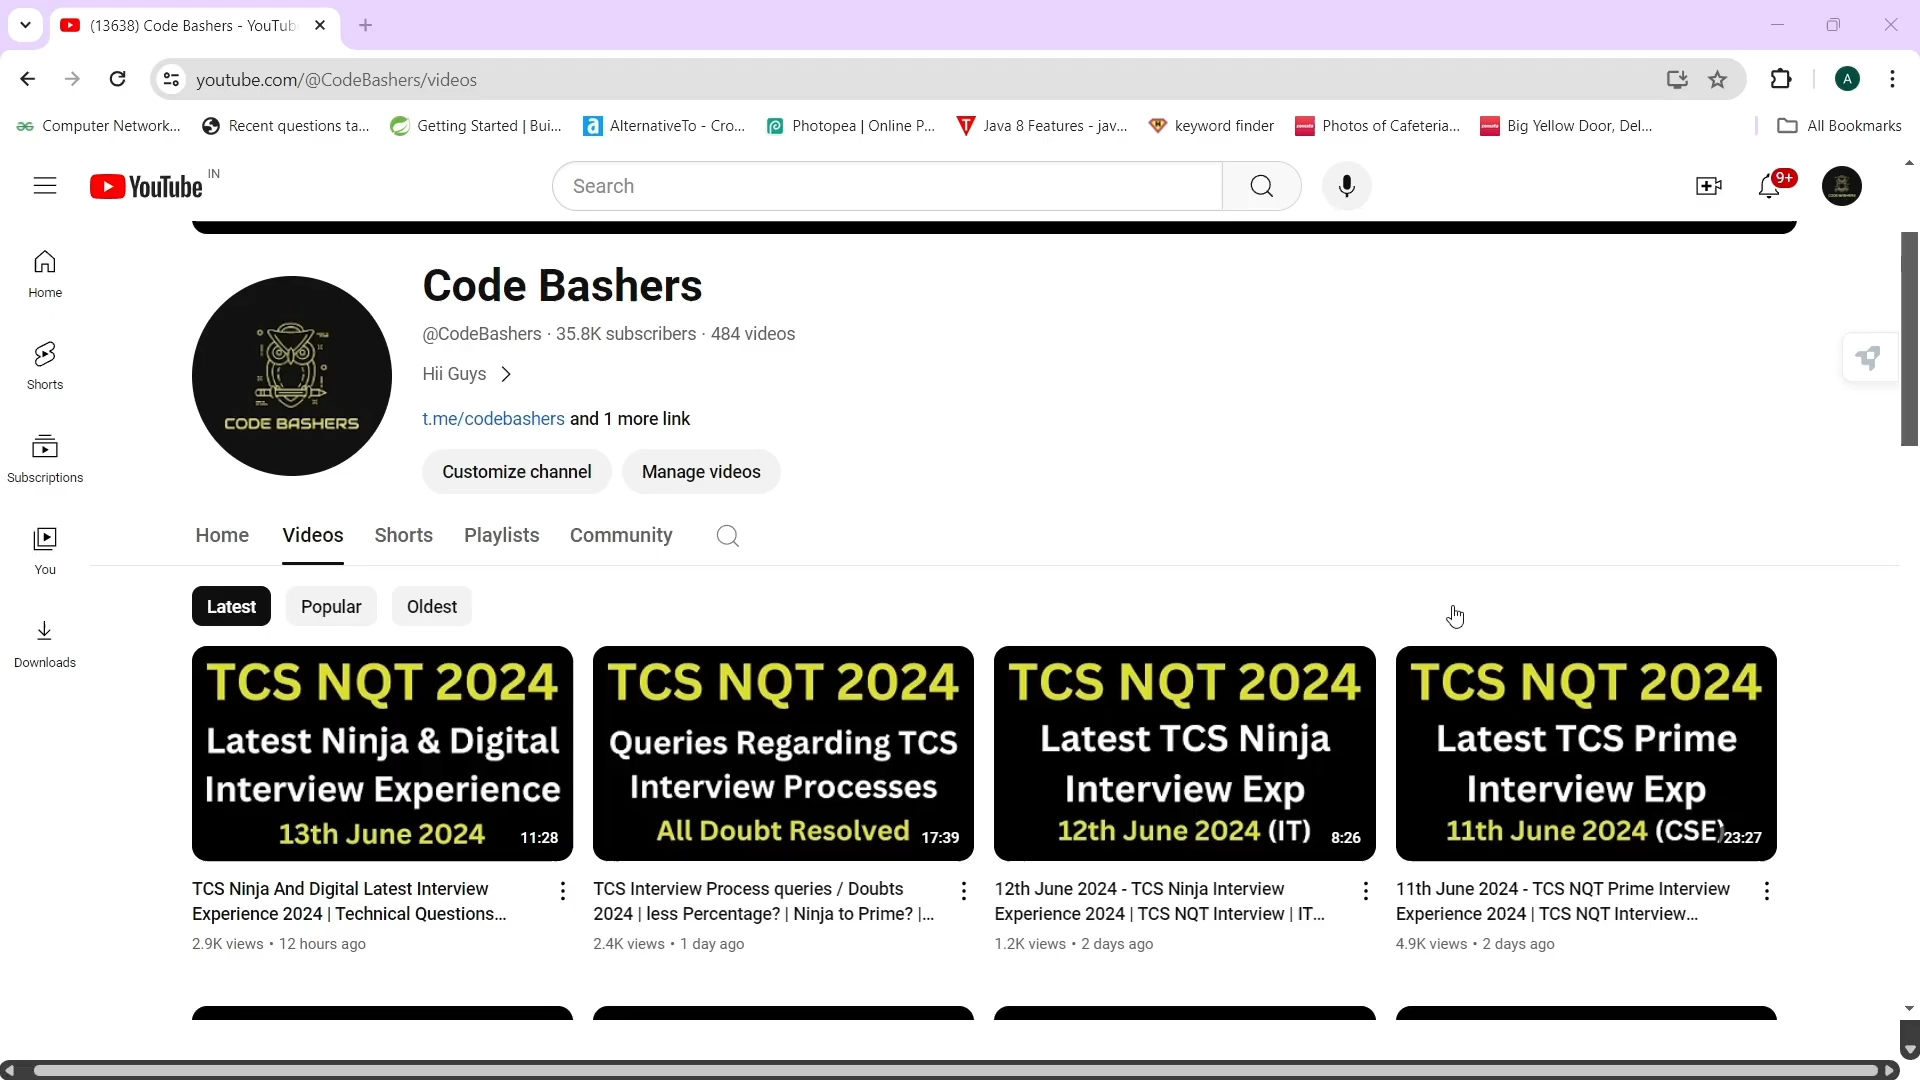 (13638) Code Bashers - YouTub
youtube.com/@CodeBashers/videos
A
Computer Network...
Recent questions ta...
Getting Started | Bui...
AlternativeTo - Cro...
Photopea | Online P...
Java 8 Features - jav...
keyword finder
Photos of Cafeteria...
Big Yellow Door, Del...
All Bookmarks
YouTube IN
Search
9+
Home
Shorts
Subscriptions
You
Downloads
CODE BASHERS
Code Bashers
@CodeBashers · 35.8K subscribers · 484 videos
Hii Guys
t.me/codebashers and 1 more link
Customize channel
Manage videos
Home
Videos
Shorts
Playlists
Community
Latest
Popular
Oldest
TCS NQT 2024
Latest Ninja & Digital
Interview Experience
13th June 2024
11:28
TCS Ninja And Digital Latest Interview
Experience 2024 | Technical Questions...
2.9K views • 12 hours ago
TCS NQT 2024
Queries Regarding TCS
Interview Processes
All Doubt Resolved
17:39
TCS Interview Process queries / Doubts
2024 | less Percentage? | Ninja to Prime? |...
2.4K views • 1 day ago
TCS NQT 2024
Latest TCS Ninja
Interview Exp
12th June 2024 (IT)
8:26
12th June 2024 - TCS Ninja Interview
Experience 2024 | TCS NQT Interview | IT...
1.2K views • 2 days ago
TCS NQT 2024
Latest TCS Prime
Interview Exp
11th June 2024 (CSE)
23:27
11th June 2024 - TCS NQT Prime Interview
Experience 2024 | TCS NQT Interview...
4.9K views • 2 days ago